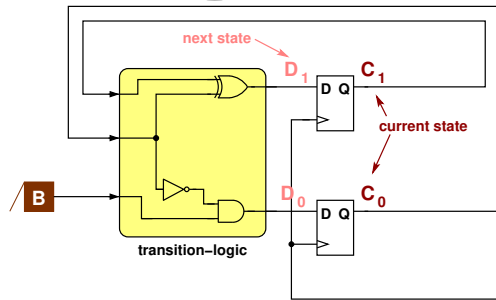 next state
D1
C1
D Q
current state
B
D0
C0
D Q
transition-logic